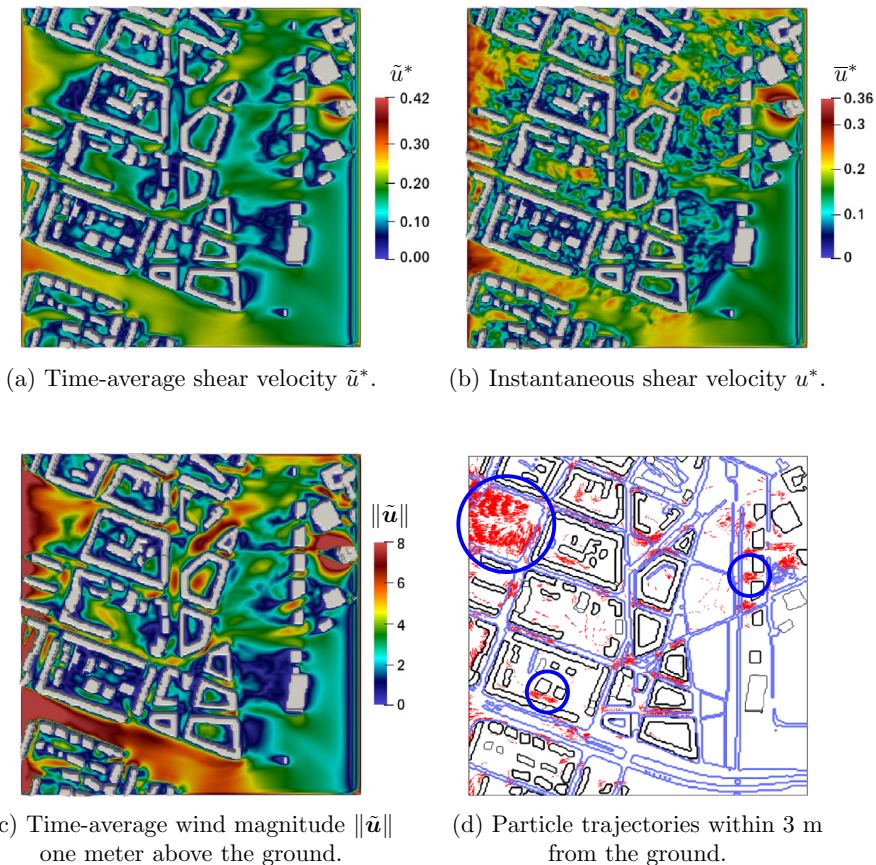 ũ*
0.42
0.30
0.20
0.10
0.00
u̅*
0.36
0.3
0.2
0.1
0
(a) Time-average shear velocity ũ*.
(b) Instantaneous shear velocity u*.
‖ũ‖
8
6
4
2
0
c) Time-average wind magnitude ‖ũ‖
one meter above the ground.
(d) Particle trajectories within 3 m
from the ground.